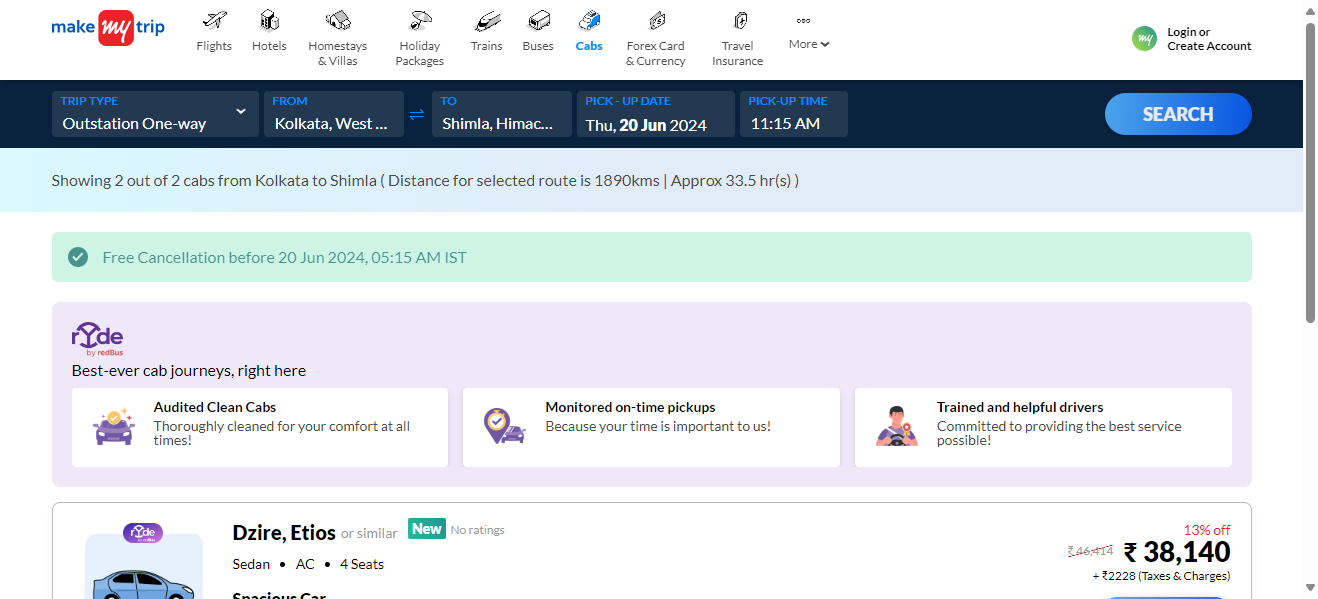 make my trip
Flights
Hotels
Homestays
& Villas
Holiday
Packages
Trains
Buses
Cabs
Forex Card
& Currency
Travel
Insurance
More
my
Login or
Create Account
TRIP TYPE
Outstation One-way
FROM
Kolkata, West ...
TO
Shimla, Himac...
PICK - UP DATE
Thu, 20 Jun 2024
PICK-UP TIME
11:15 AM
SEARCH
Showing 2 out of 2 cabs from Kolkata to Shimla ( Distance for selected route is 1890kms | Approx 33.5 hr(s) )
Free Cancellation before 20 Jun 2024, 05:15 AM IST
rYde
by redBus
Best-ever cab journeys, right here
Audited Clean Cabs
Thoroughly cleaned for your comfort at all
times!
Monitored on-time pickups
Because your time is important to us!
Trained and helpful drivers
Committed to providing the best service
possible!
rYde
by redBus
Dzire, Etios or similar New No ratings
Sedan • AC • 4 Seats
Spacious Car
13% off
₹ 46,414 ₹ 38,140
+ ₹2228 (Taxes & Charges)